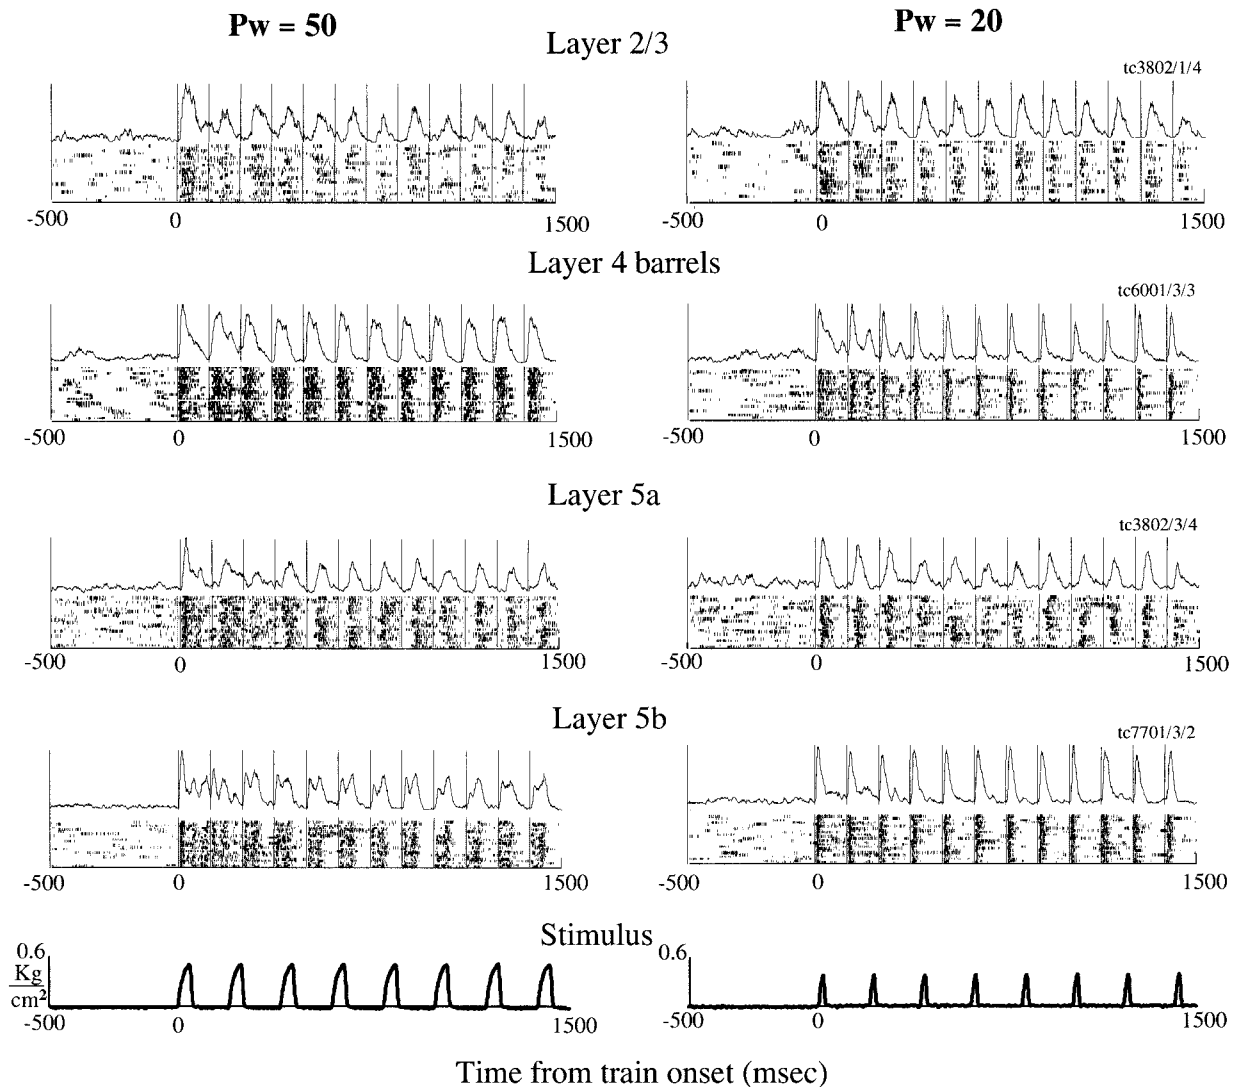 Pw = 50
Pw = 20
Layer 2/3
tc3802/1/4
-500 0 1500
-500 0 1500
Layer 4 barrels
tc6001/3/3
-500 0 1500
-500 0 1500
Layer 5a
tc3802/3/4
-500 0 1500
-500 0 1500
Layer 5b
tc7701/3/2
-500 0 1500
-500 0 1500
Stimulus
0.6
Kg
cm²
0.6
-500 0 1500
-500 0 1500
Time from train onset (msec)